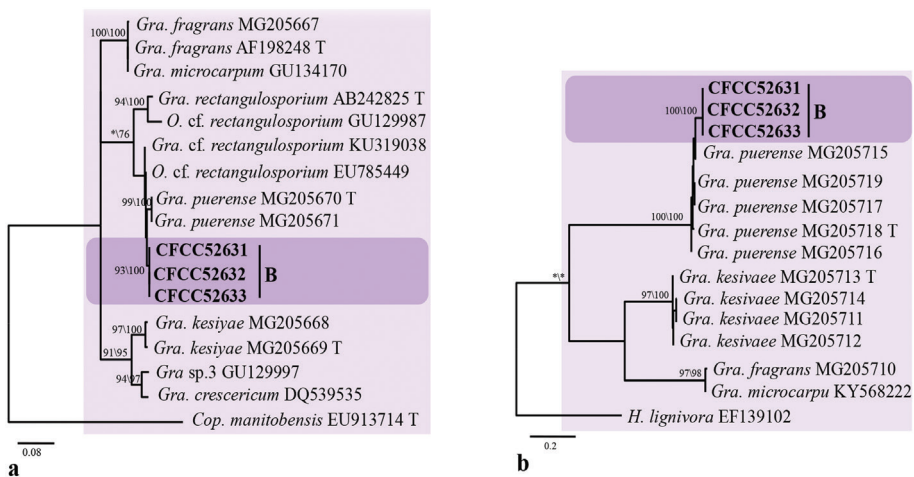 100\100
Gra. fragrans MG205667
Gra. fragrans AF198248 T
Gra. microcarpum GU134170
94\100
Gra. rectangulosporium AB242825 T
O. cf. rectangulosporium GU129987
*\76
Gra. cf. rectangulosporium KU319038
O. cf. rectangulosporium EU785449
99\100
Gra. puerense MG205670 T
Gra. puerense MG205671
93\100
CFCC52631
CFCC52632
CFCC52633
B
97\100
Gra. kesiyae MG205668
Gra. kesiyae MG205669 T
91\95
94\97
Gra sp.3 GU129997
Gra. crescericum DQ539535
Cop. manitobensis EU913714 T
0.08
a
100\100
CFCC52631
CFCC52632
CFCC52633
B
Gra. puerense MG205715
Gra. puerense MG205719
Gra. puerense MG205717
100\100
Gra. puerense MG205718 T
Gra. puerense MG205716
*\*
Gra. kesivaee MG205713 T
97\100
Gra. kesivaee MG205714
Gra. kesivaee MG205711
Gra. kesivaee MG205712
97\98
Gra. fragrans MG205710
Gra. microcarpu KY568222
H. lignivora EF139102
0.2
b